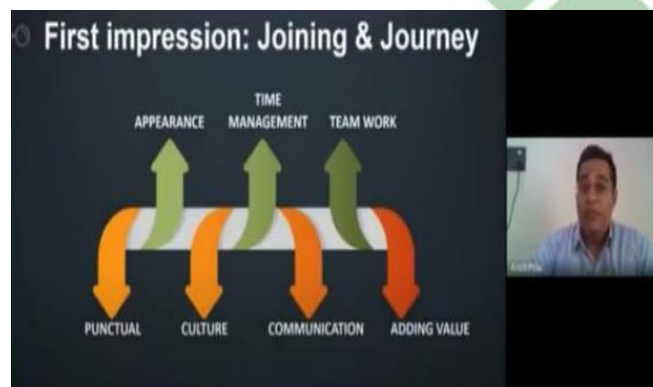 First impression: Joining & Journey
TIME
APPEARANCE MANAGEMENT TEAM WORK
PUNCTUAL CULTURE COMMUNICATION ADDING VALUE